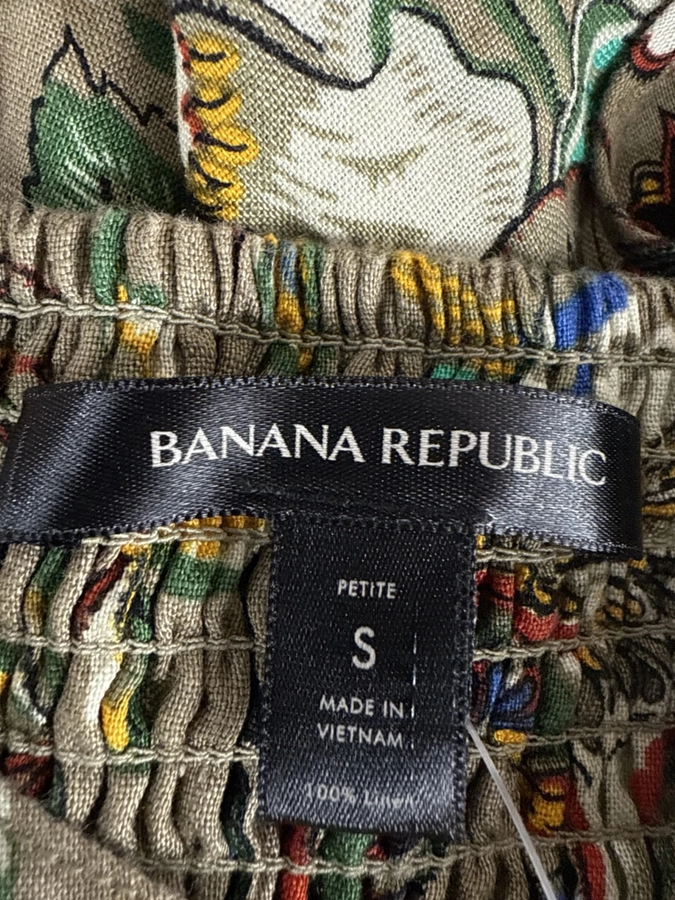 BANANA REPUBLIC
PETITE
S
MADE IN
VIETNAM
100% Linen